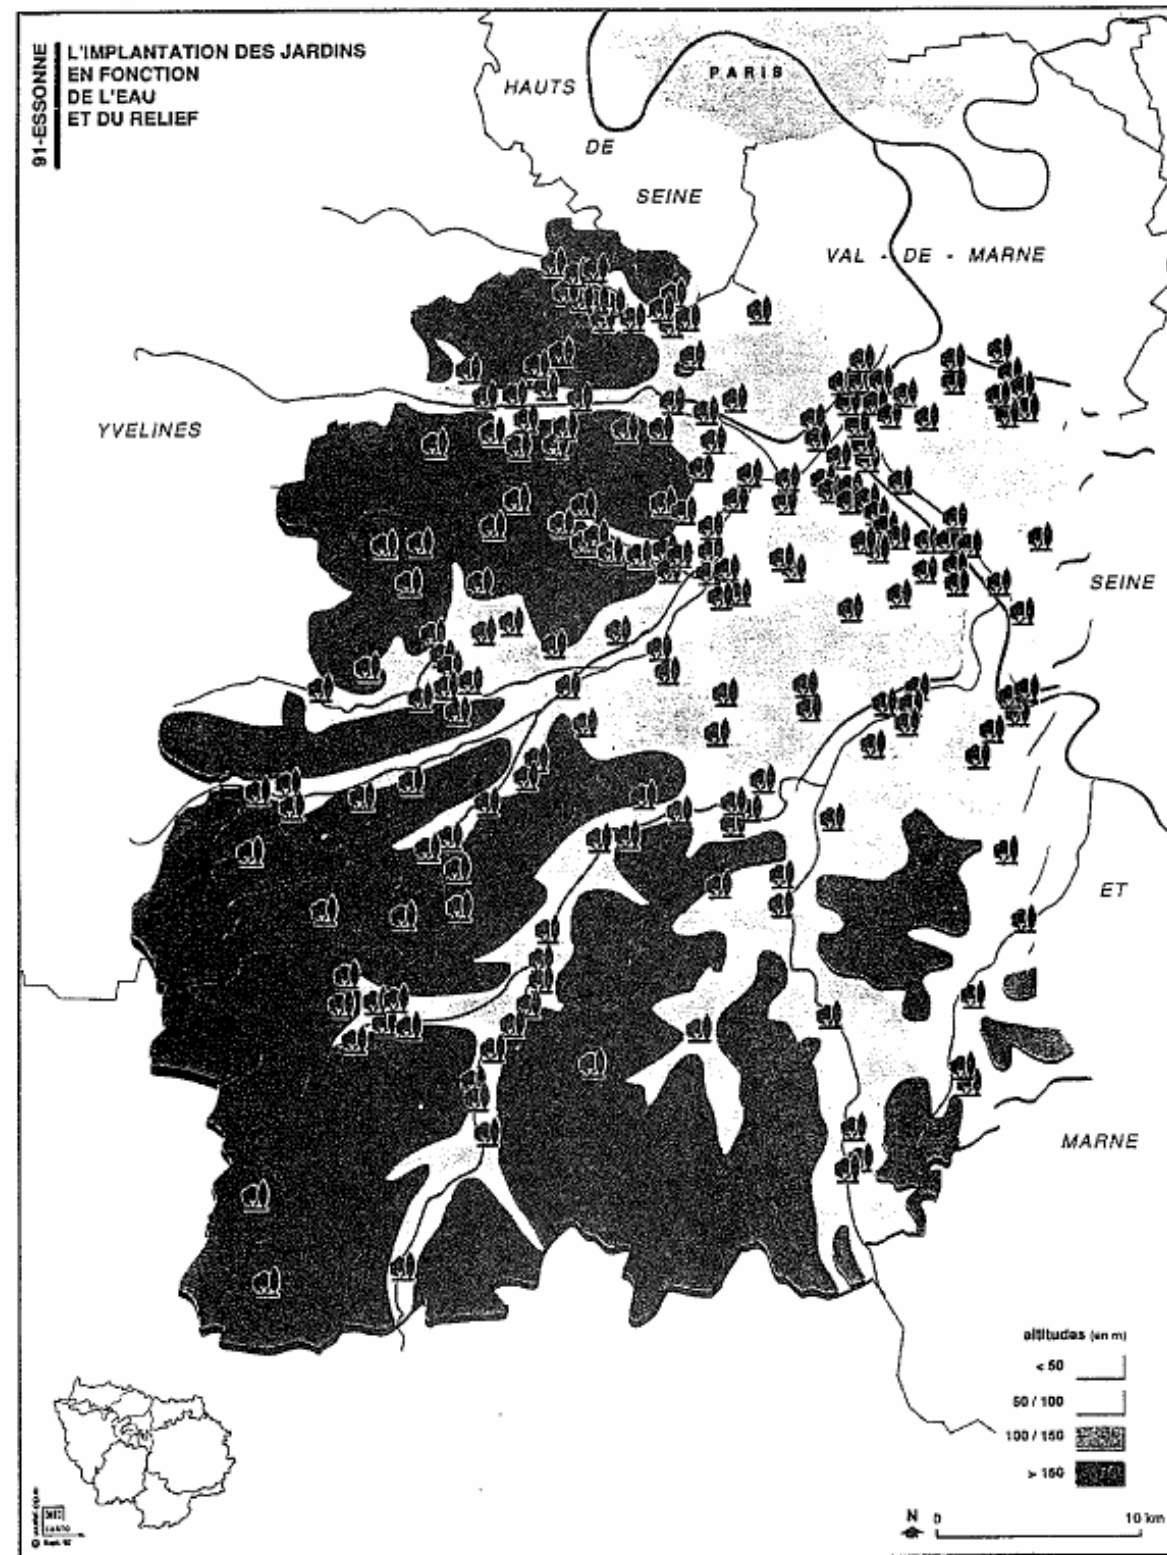 91-ESSONNE
L'IMPLANTATION DES JARDINS
EN FONCTION
DE L'EAU
ET DU RELIEF
HAUTS
PARIS
DE
SEINE
VAL - DE - MARNE
YVELINES
SEINE
ET
MARNE
altitudes (en m)
< 50
50 / 100
100 / 150
> 150
N 0 10 km